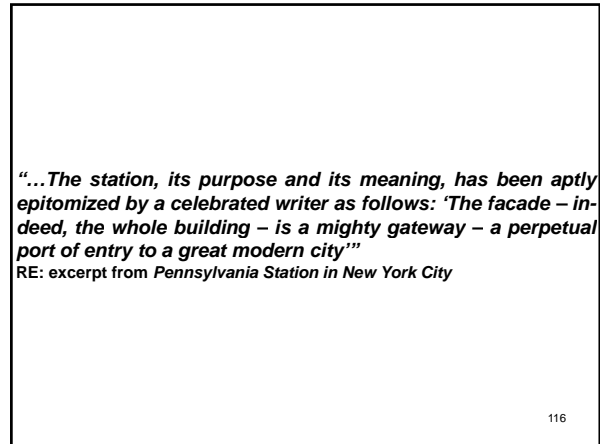 “…The station, its purpose and its meaning, has been aptly
epitomized by a celebrated writer as follows: ‘The facade – in-
deed, the whole building – is a mighty gateway – a perpetual
port of entry to a great modern city’”
RE: excerpt from Pennsylvania Station in New York City
116